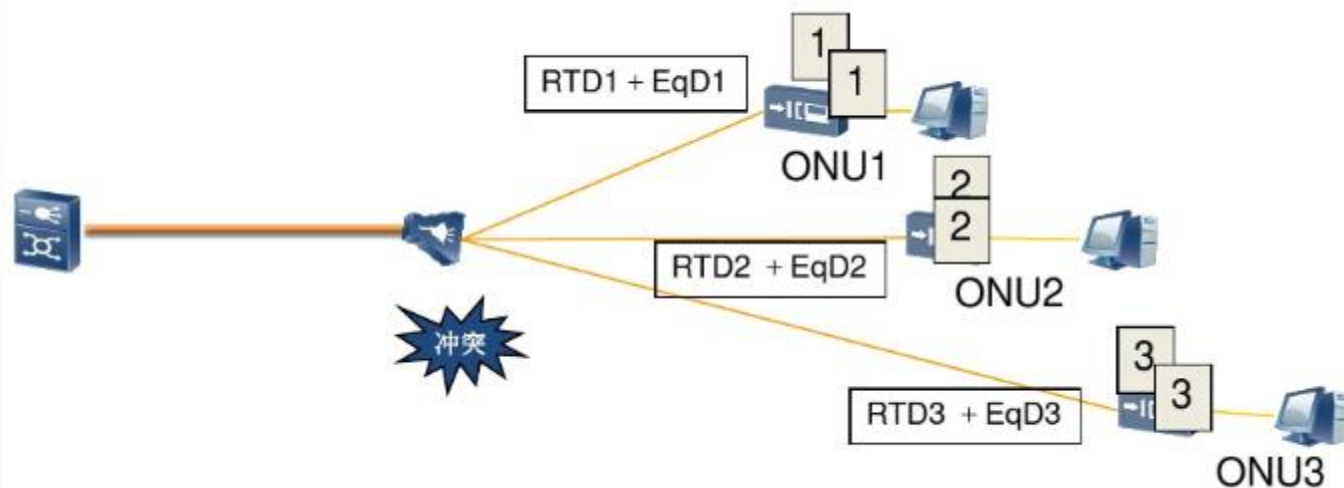 1
1
RTD1 + EqD1
ONU1
2
2
RTD2 + EqD2
ONU2
冲突
3
3
RTD3 + EqD3
ONU3